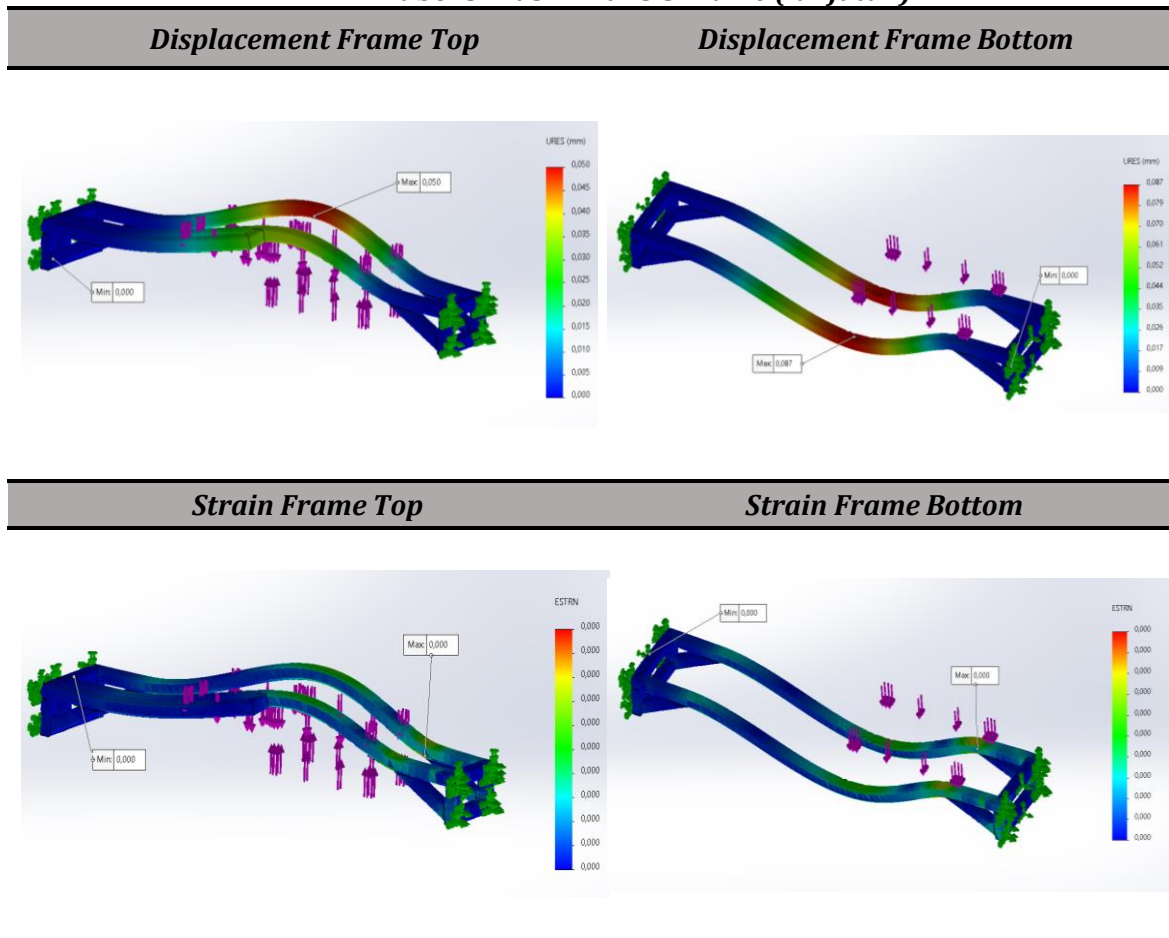 Displacement Frame Top
Displacement Frame Bottom
URES (mm)
0,050
0,045
0,040
0,035
0,030
0,025
0,020
0,015
0,010
0,005
0,000
Max: 0,050
Min: 0,000
URES (mm)
0,087
0,079
0,070
0,061
0,052
0,044
0,035
0,026
0,017
0,009
0,000
Min: 0,000
Max: 0,087
Strain Frame Top
Strain Frame Bottom
ESTRN
0,000
0,000
0,000
0,000
0,000
0,000
0,000
0,000
0,000
0,000
0,000
Max: 0,000
Min: 0,000
ESTRN
0,000
0,000
0,000
0,000
0,000
0,000
0,000
0,000
0,000
0,000
0,000
Min: 0,000
Max: 0,000